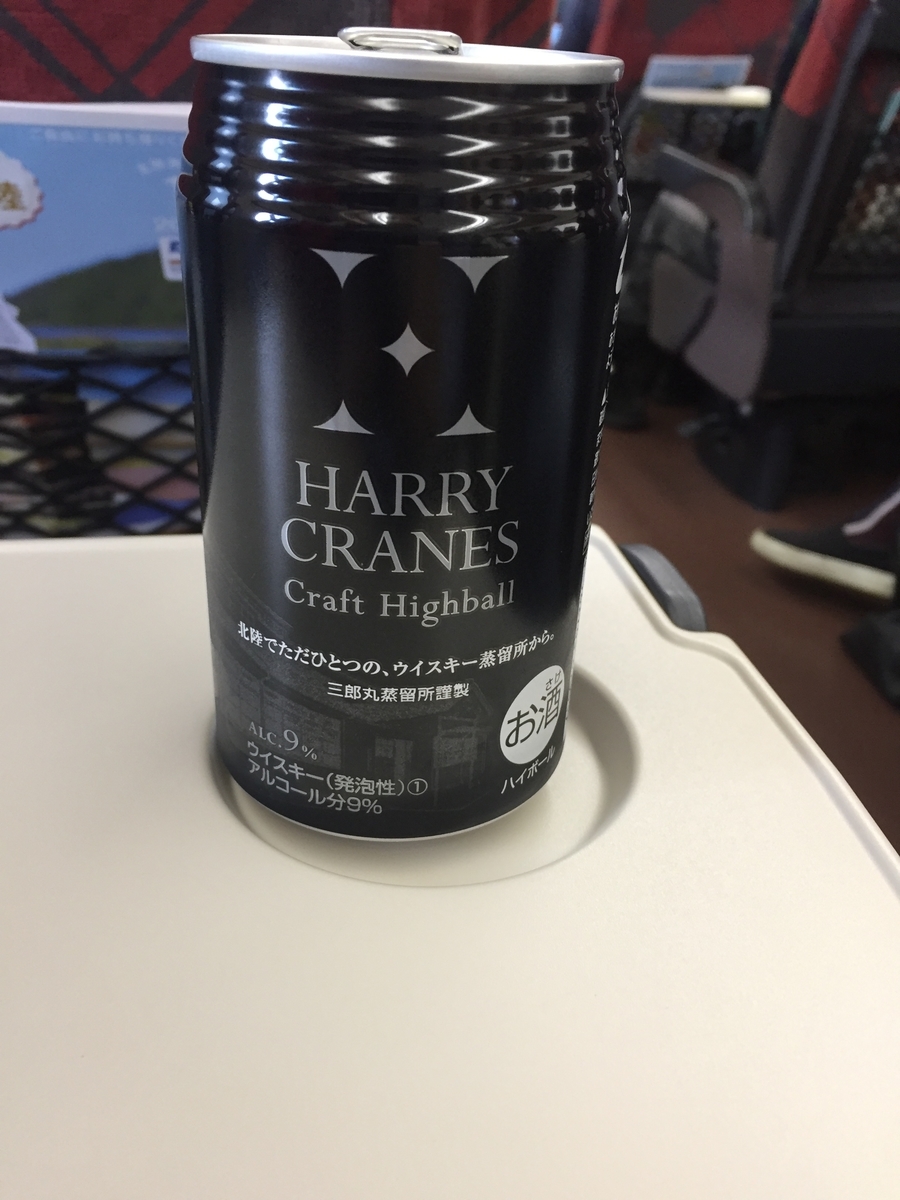 HARRY
CRANES
Craft Highball
北陸でただひとつの、ウイスキー蒸留所から。
三郎丸蒸留所謹製
さけ
お酒
ハイボール
ALC.9%
ウイスキー(発泡性)①
アルコール分9%